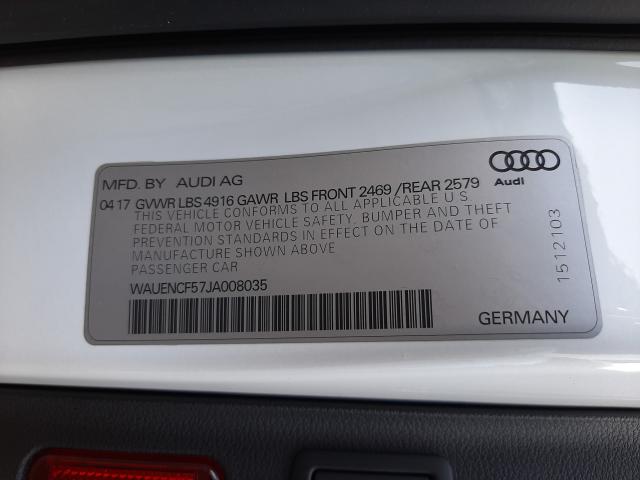 MFD. BY AUDI AG
04 17 GVWR LBS 4916 GAWR LBS FRONT 2469 /REAR 2579
THIS VEHICLE CONFORMS TO ALL APPLICABLE U S
FEDERAL MOTOR VEHICLE SAFETY, BUMPER AND THEFT
PREVENTION STANDARDS IN EFFECT ON THE DATE OF
MANUFACTURE SHOWN ABOVE
PASSENGER CAR
WAUENCF57JA008035
Audi
1512103
GERMANY